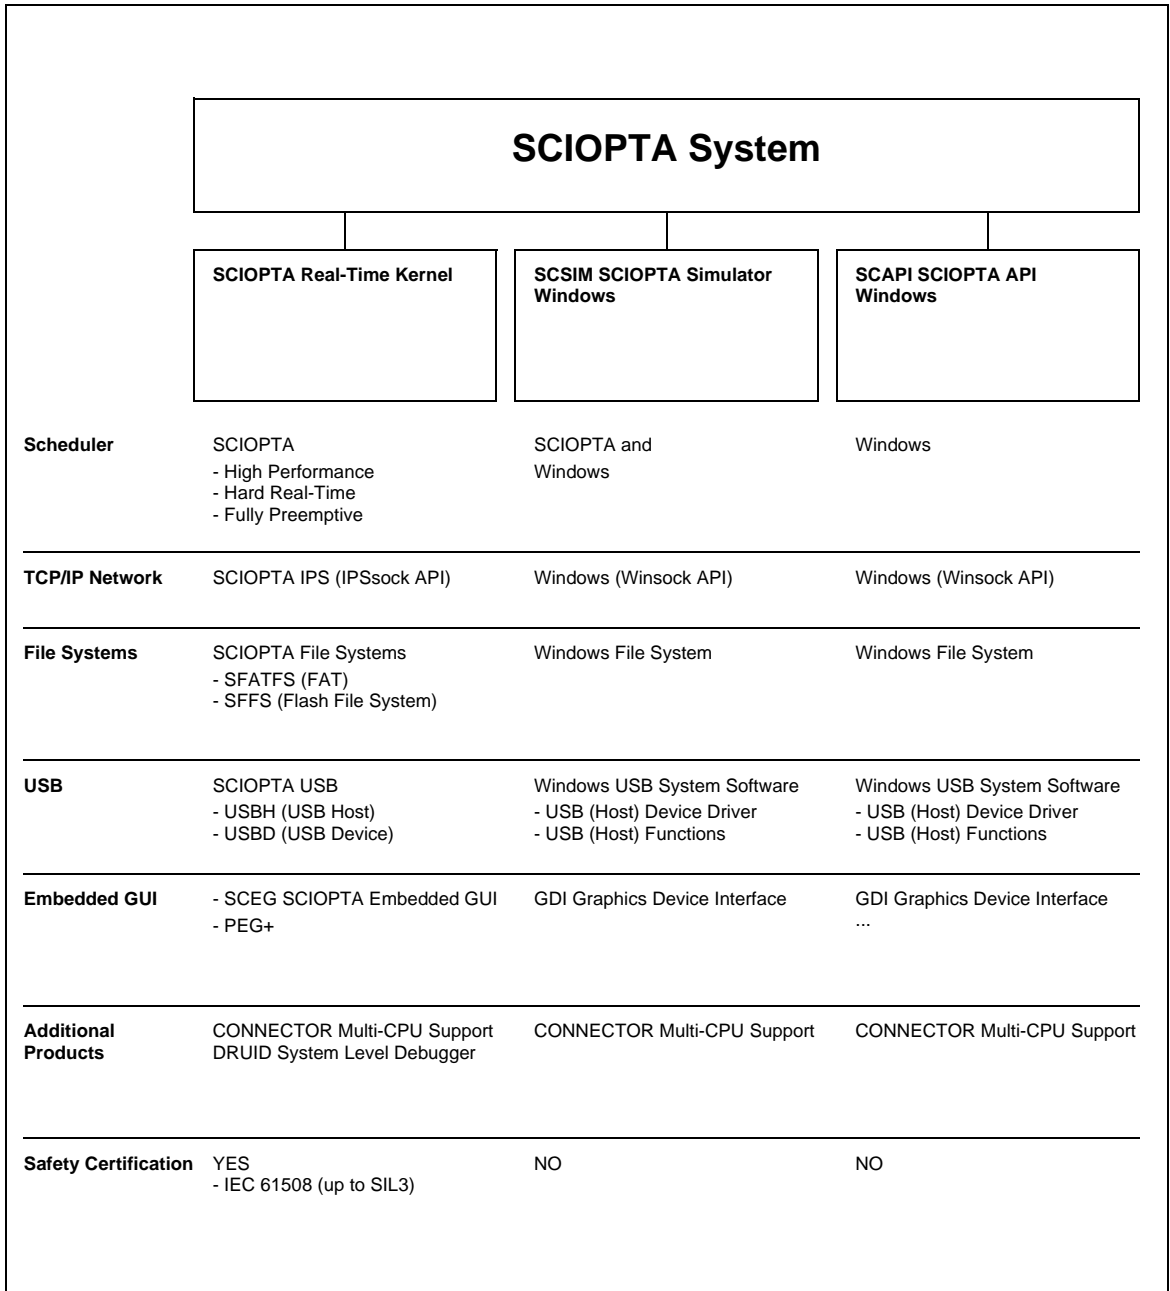 SCIOPTA System
SCIOPTA Real-Time Kernel
SCSIM SCIOPTA Simulator
Windows
SCAPI SCIOPTA API
Windows
Scheduler
SCIOPTA
- High Performance
- Hard Real-Time
- Fully Preemptive
SCIOPTA and
Windows
Windows
TCP/IP Network
SCIOPTA IPS (IPSsock API)
Windows (Winsock API)
Windows (Winsock API)
File Systems
SCIOPTA File Systems
- SFATFS (FAT)
- SFFS (Flash File System)
Windows File System
Windows File System
USB
SCIOPTA USB
- USBH (USB Host)
- USBD (USB Device)
Windows USB System Software
- USB (Host) Device Driver
- USB (Host) Functions
Windows USB System Software
- USB (Host) Device Driver
- USB (Host) Functions
Embedded GUI
- SCEG SCIOPTA Embedded GUI
- PEG+
GDI Graphics Device Interface
GDI Graphics Device Interface
...
Additional
Products
CONNECTOR Multi-CPU Support
DRUID System Level Debugger
CONNECTOR Multi-CPU Support
CONNECTOR Multi-CPU Support
Safety Certification
YES
- IEC 61508 (up to SIL3)
NO
NO